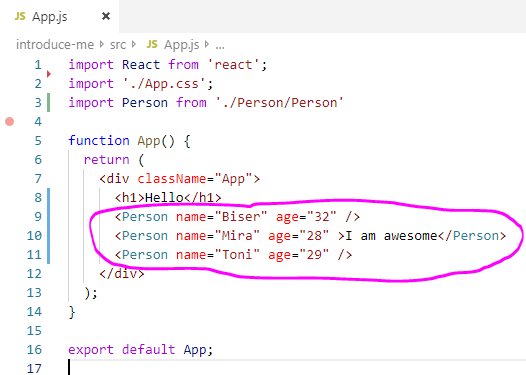 JS App.js ×
introduce-me ▸ src ▸ JS App.js ▸ ...
1 import React from 'react';
2 import './App.css';
3 import Person from './Person/Person'
4
5 function App() {
6 return (
7 <div className="App">
8 <h1>Hello</h1>
9 <Person name="Biser" age="32" />
10 <Person name="Mira" age="28" >I am awesome</Person>
11 <Person name="Toni" age="29" />
12 </div>
13 );
14 }
15
16 export default App;
17